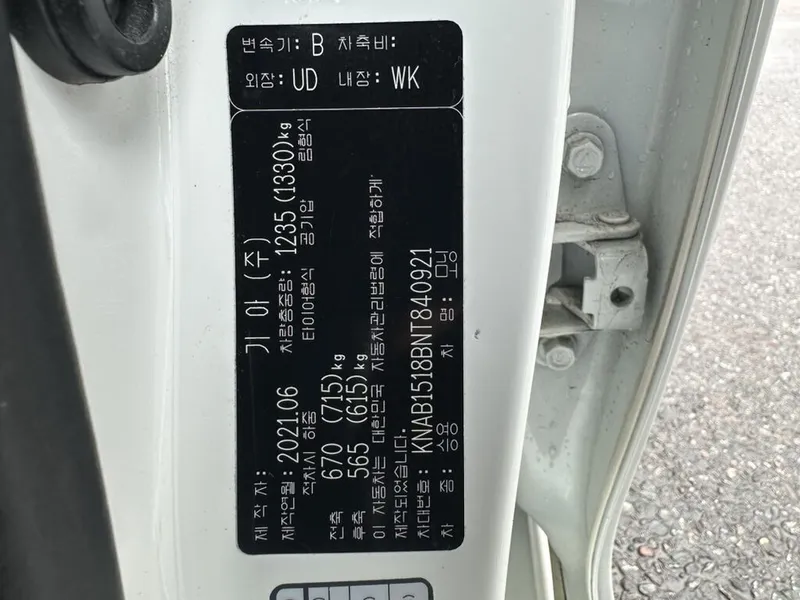 변속기: B 차축비:
외장: UD 내장: WK
제 작 자: 기 아 (주)
제작연월: 2021.06 차량총중량: 1235 (1330)kg
적차시 하중 타이어형식 공기압 림형식
전축 670 (715)kg
후축 565 (615)kg
이 자동차는 대한민국 자동차관리법령에 적합하게
제작되었습니다.
차대번호: KNAB1518BNT840921
차 종: 승용 차 명: 모닝